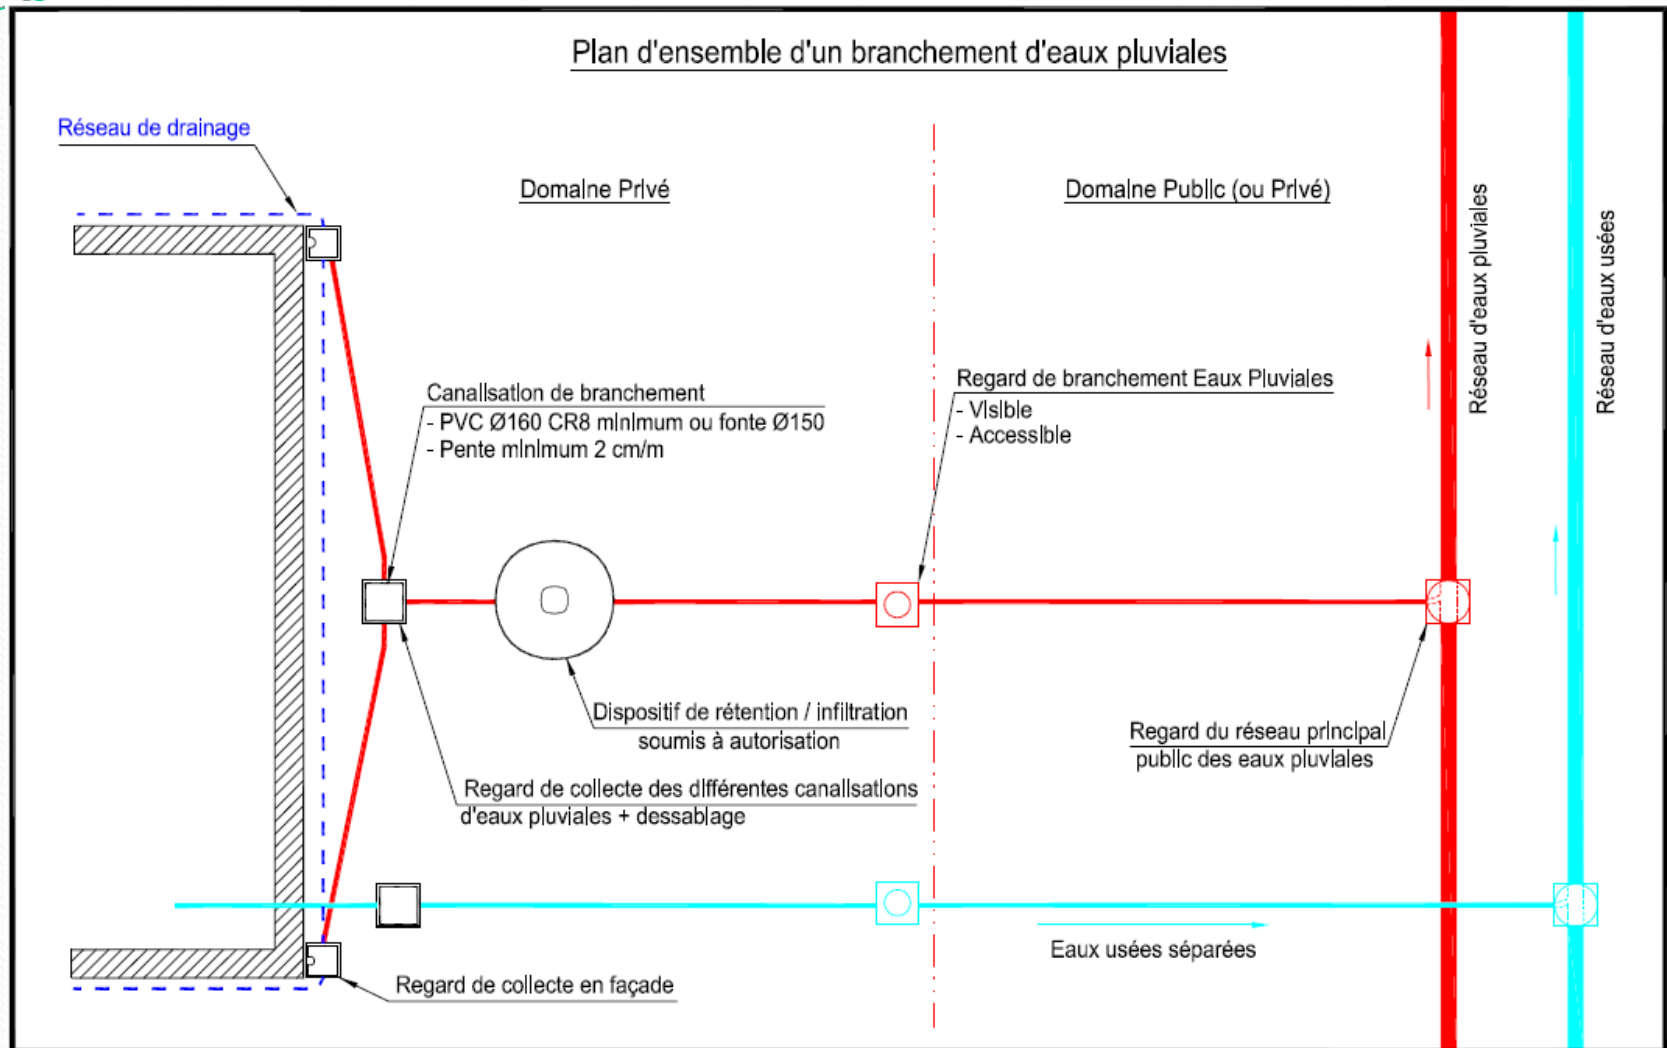 Plan d'ensemble d'un branchement d'eaux pluviales
Réseau de drainage
Domaine Privé
Domaine Public (ou Privé)
Réseau d'eaux pluviales
Réseau d'eaux usées
Canalisation de branchement
- PVC Ø160 CR8 minimum ou fonte Ø150
- Pente minimum 2 cm/m
Regard de branchement Eaux Pluviales
- Visible
- Accessible
Dispositif de rétention / infiltration
soumis à autorisation
Regard du réseau principal
public des eaux pluviales
Regard de collecte des différentes canalisations
d'eaux pluviales + dessablage
Eaux usées séparées
Regard de collecte en façade